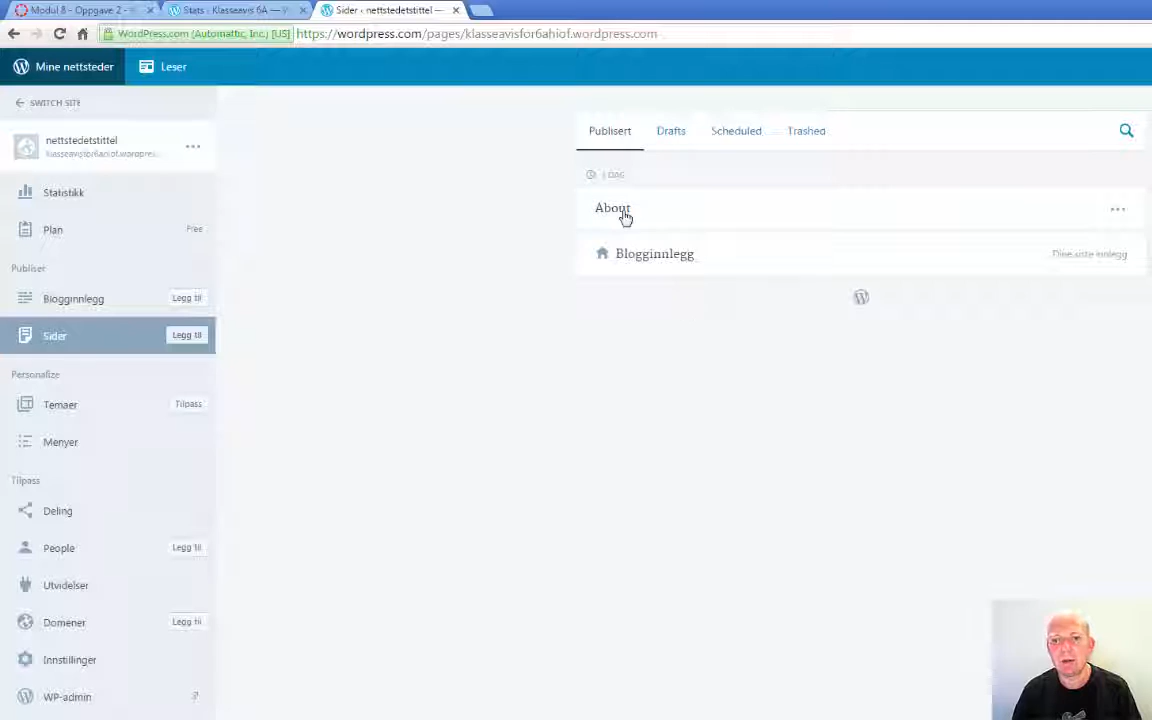 Modul 8 - Oppgave 2 -
Stats · Klasseavis 6A — V
Sider ‹ nettstedetstittel —
WordPress.com (Automattic, Inc.) [US]
https://wordpress.com/pages/klasseavisfor6ahiof.wordpress.com
Mine nettsteder
Leser
SWITCH SITE
nettstedetstittel
klasseavisfor6ahiof.wordpre...
Statistikk
Plan
Free
Publiser
Blogginnlegg
Legg til
Sider
Legg til
Personalize
Temaer
Tilpass
Menyer
Tilpass
Deling
People
Legg til
Utvidelser
Domener
Legg til
Innstillinger
WP-admin
Publisert
Drafts
Scheduled
Trashed
I DAG
About
Blogginnlegg
Dine siste innlegg